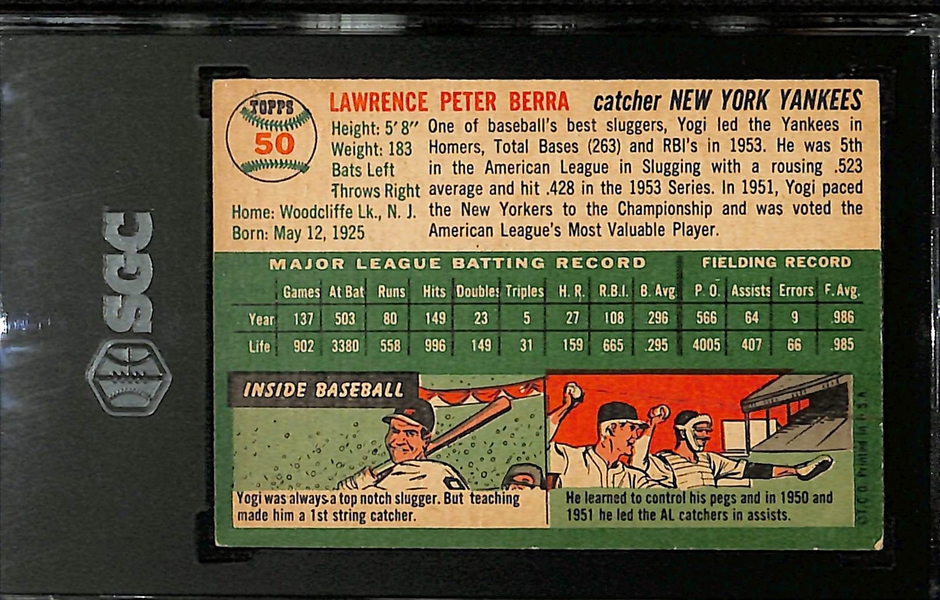 SGC
TOPPS
50
LAWRENCE PETER BERRA catcher NEW YORK YANKEES
Height: 5'8"
Weight: 183
Bats Left
Throws Right
Home: Woodcliffe Lk., N. J.
Born: May 12, 1925
One of baseball's best sluggers, Yogi led the Yankees in
Homers, Total Bases (263) and RBI's in 1953. He was 5th
in the American League in Slugging with a rousing .523
average and hit .428 in the 1953 Series. In 1951, Yogi paced
the New Yorkers to the Championship and was voted the
American League's Most Valuable Player.
MAJOR LEAGUE BATTING RECORD FIELDING RECORD
Games At Bat Runs Hits Doubles Triples H. R. R.B.I. B. Avg. P. O. Assists Errors F. Avg.
Year 137 503 80 149 23 5 27 108 .296 566 64 9 .986
Life 902 3380 558 996 149 31 159 665 .295 4005 407 66 .985
INSIDE BASEBALL
Yogi was always a top notch slugger. But teaching
made him a 1st string catcher.
He learned to control his pegs and in 1950 and
1951 he led the AL catchers in assists.
© T.C.G. Printed in U.S.A.